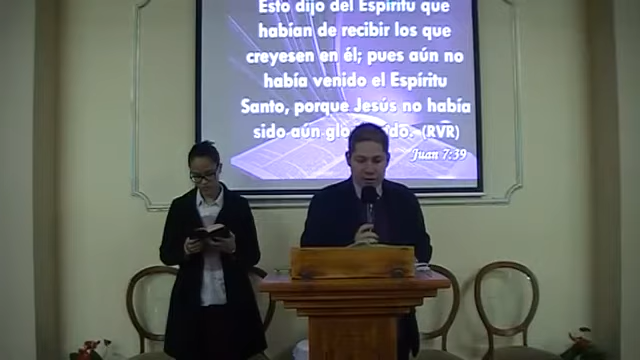 Esto dijo del Espíritu que
habían de recibir los que
creyesen en él; pues aún no
había venido el Espíritu
Santo, porque Jesús no había
sido aún (RVR)
Juan 7:39